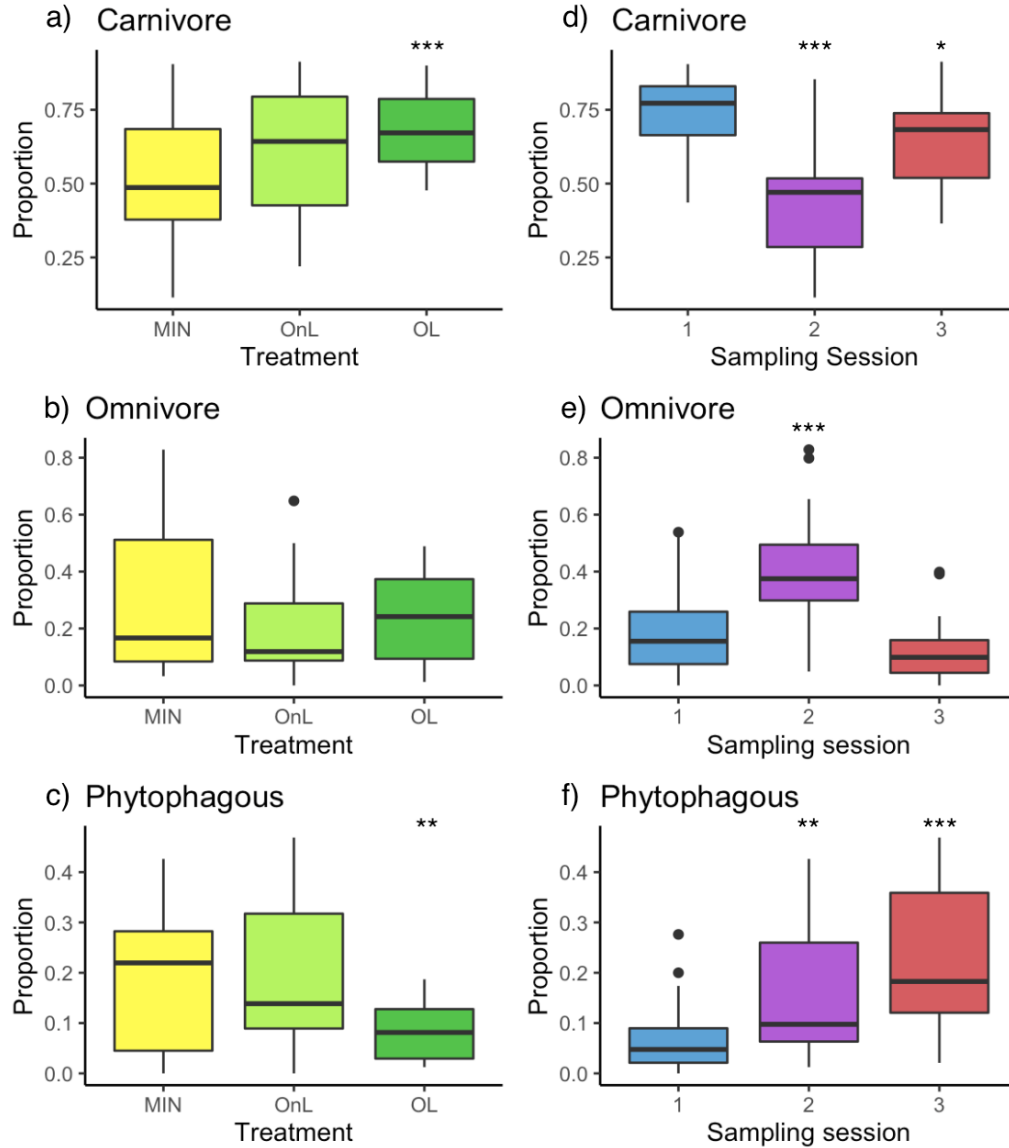 a) Carnivore
***
Proportion
0.75
0.50
0.25
MIN OnL OL
Treatment
d) Carnivore
*** *
Proportion
0.75
0.50
0.25
1 2 3
Sampling Session
b) Omnivore
Proportion
0.8
0.6
0.4
0.2
0.0
MIN OnL OL
Treatment
e) Omnivore
***
Proportion
0.8
0.6
0.4
0.2
0.0
1 2 3
Sampling session
c) Phytophagous
**
Proportion
0.4
0.3
0.2
0.1
0.0
MIN OnL OL
Treatment
f) Phytophagous
** ***
Proportion
0.4
0.3
0.2
0.1
0.0
1 2 3
Sampling session